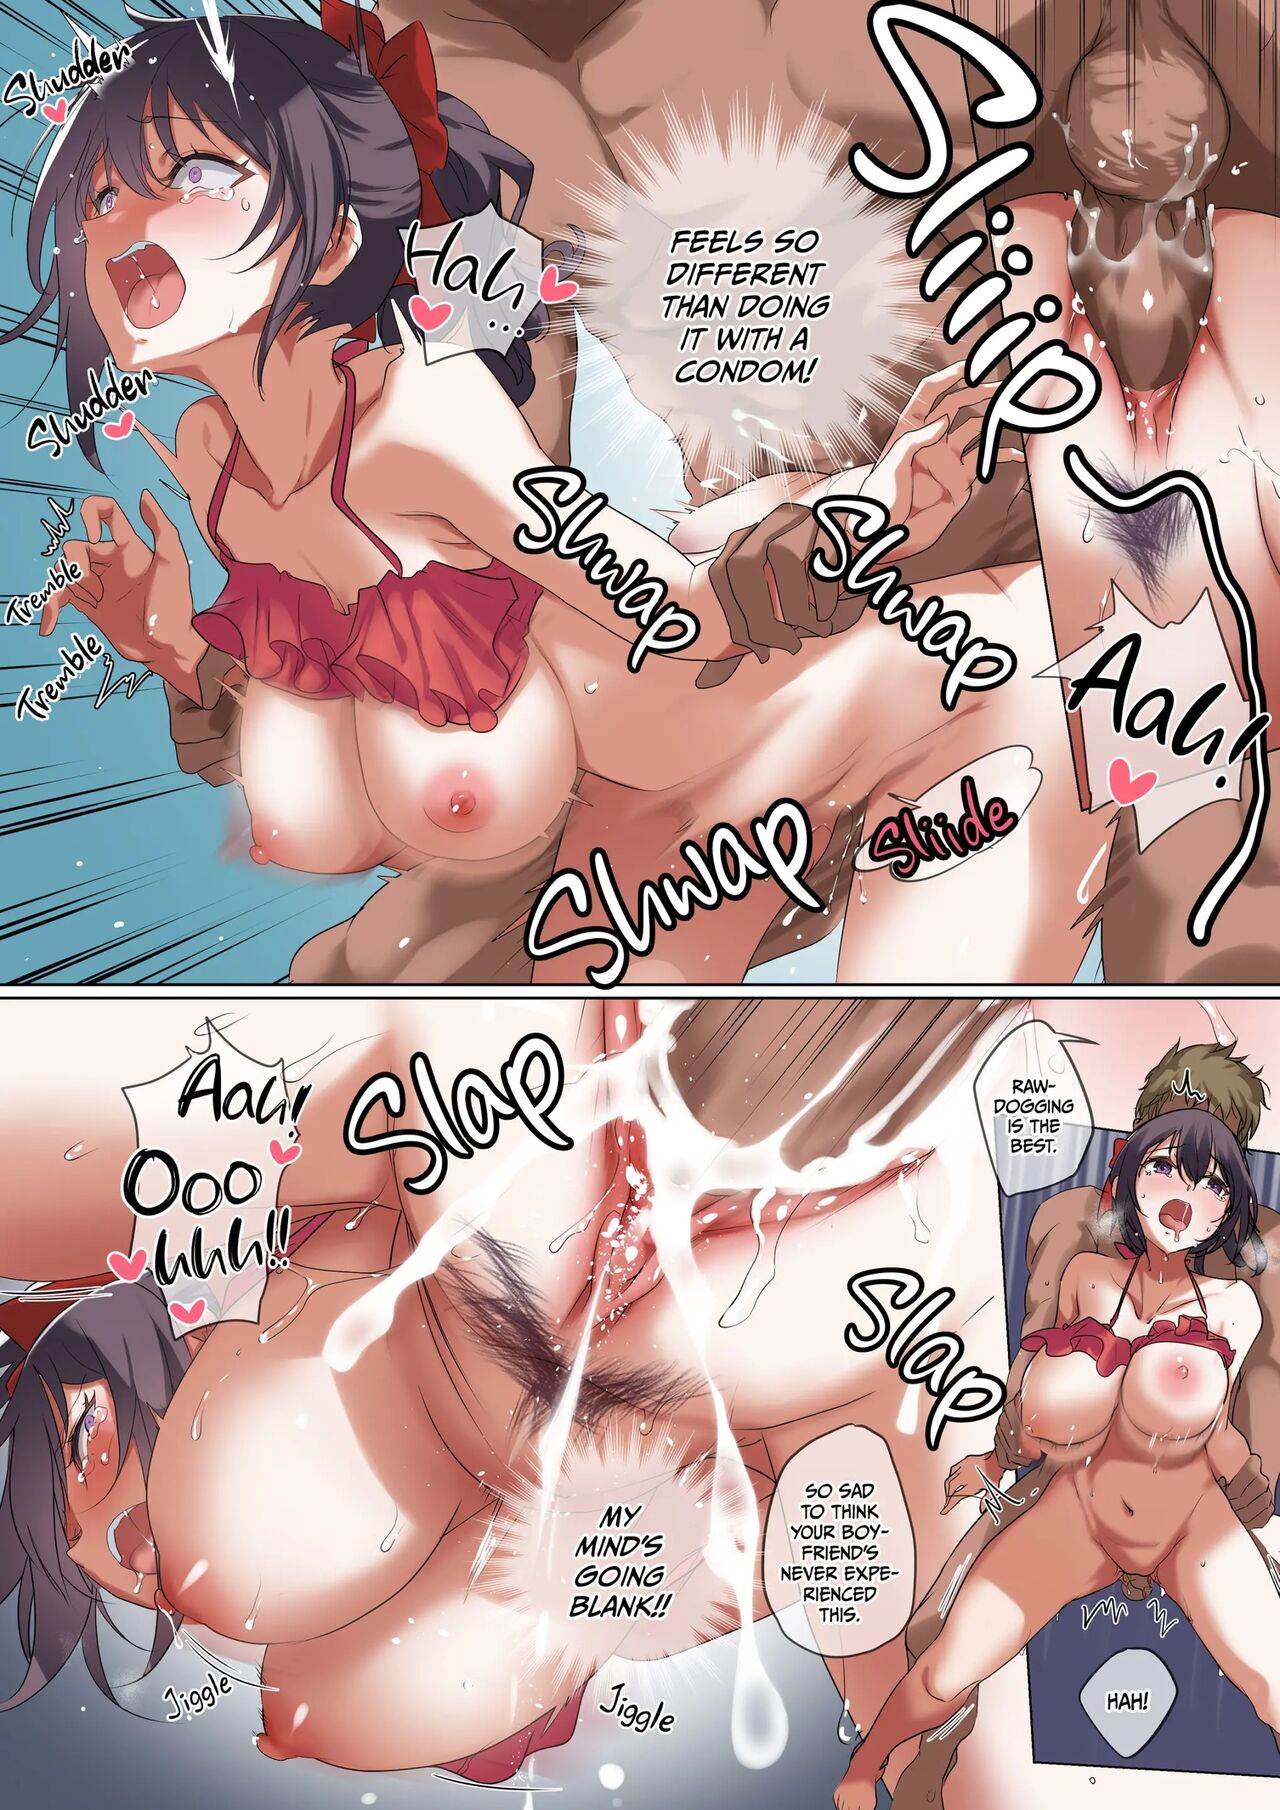 Shudder
Sliiip
Hah...
FEELS SO
DIFFERENT
THAN DOING
IT WITH A
CONDOM!
Shudder
Shwap
Shwap
Tremble
Tremble
Aah!
Shwap
Sliiide
Aah!
Ooo
hhh!!
Slap
RAW-
DOGGING
IS THE
BEST.
Slap
MY
MIND'S
GOING
BLANK!!
SO SAD
TO THINK
YOUR BOY-
FRIEND'S
NEVER EXPE-
RIENCED
THIS.
Jiggle
Jiggle
HAH!